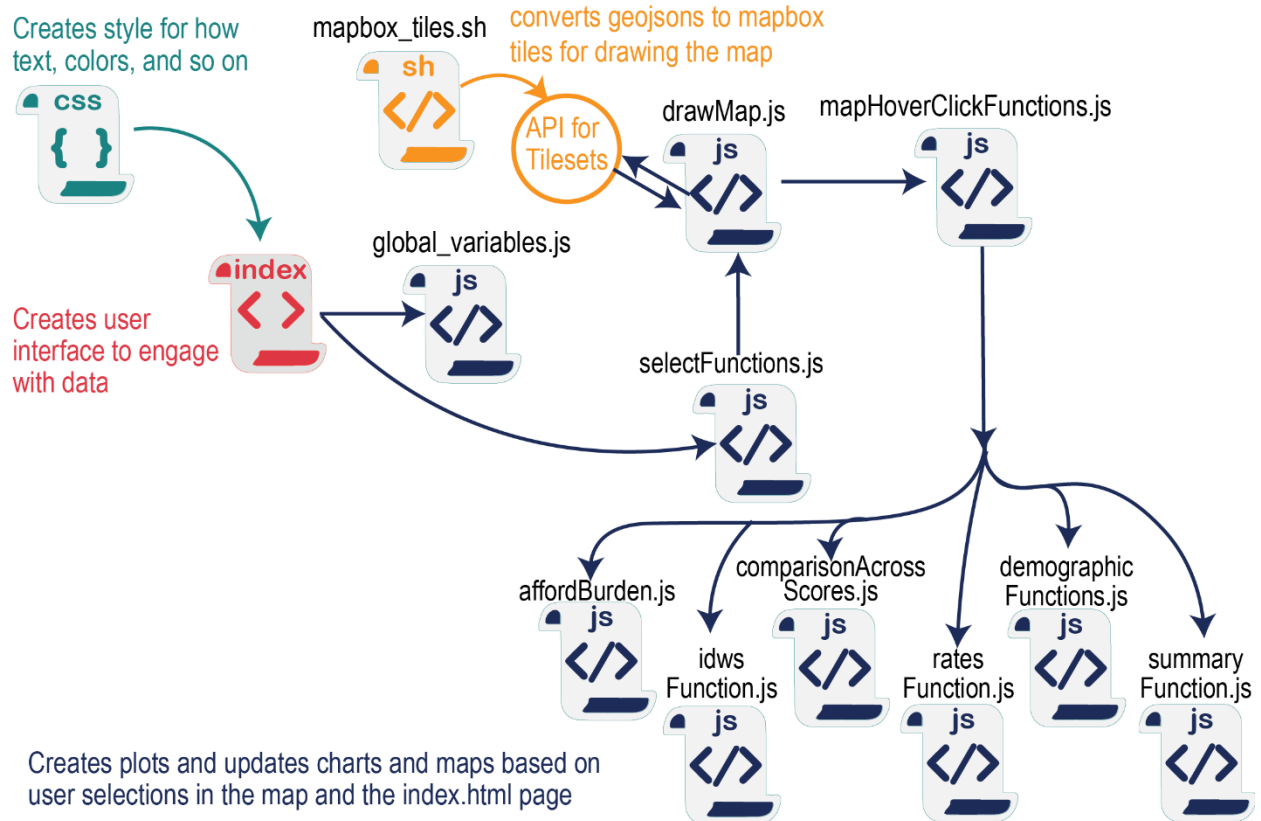 Creates style for how
text, colors, and so on
css
{ }
mapbox_tiles.sh
sh
</>
converts geojsons to mapbox
tiles for drawing the map
API for
Tilesets
drawMap.js
js
</>
mapHoverClickFunctions.js
js
</>
index
< >
Creates user
interface to engage
with data
global_variables.js
js
</>
selectFunctions.js
js
</>
affordBurden.js
js
</>
idws
Function.js
js
</>
comparisonAcross
Scores.js
js
</>
rates
Function.js
js
</>
demographic
Functions.js
js
</>
summary
Function.js
js
</>
Creates plots and updates charts and maps based on
user selections in the map and the index.html page